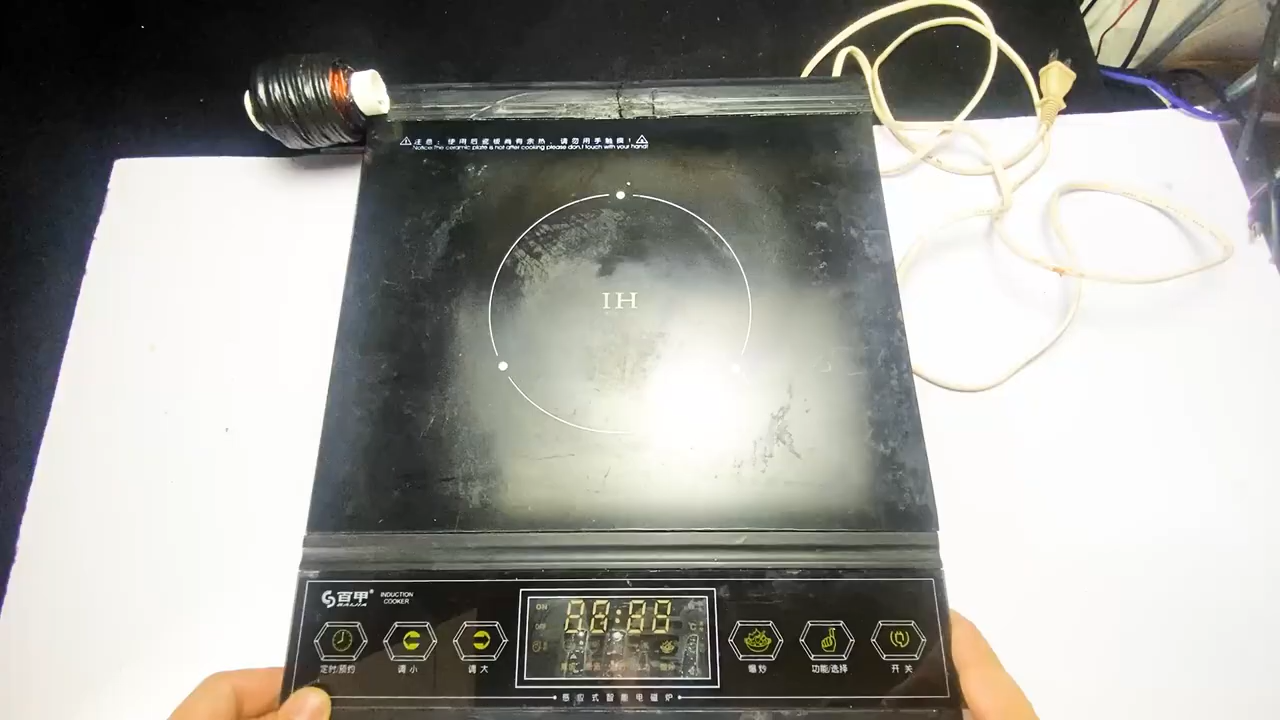 注意：使用后瓷板尚有余热，请勿用手触摸！
Notice:The ceramic plate is hot after cooking please don,t touch with your hand!
IH
百甲®
BAIJIA
INDUCTION
COOKER
ON
OFF
88:88
℃
定时/预约
调小
调大
爆炒
功能/选择
开关
感应式智能电磁炉